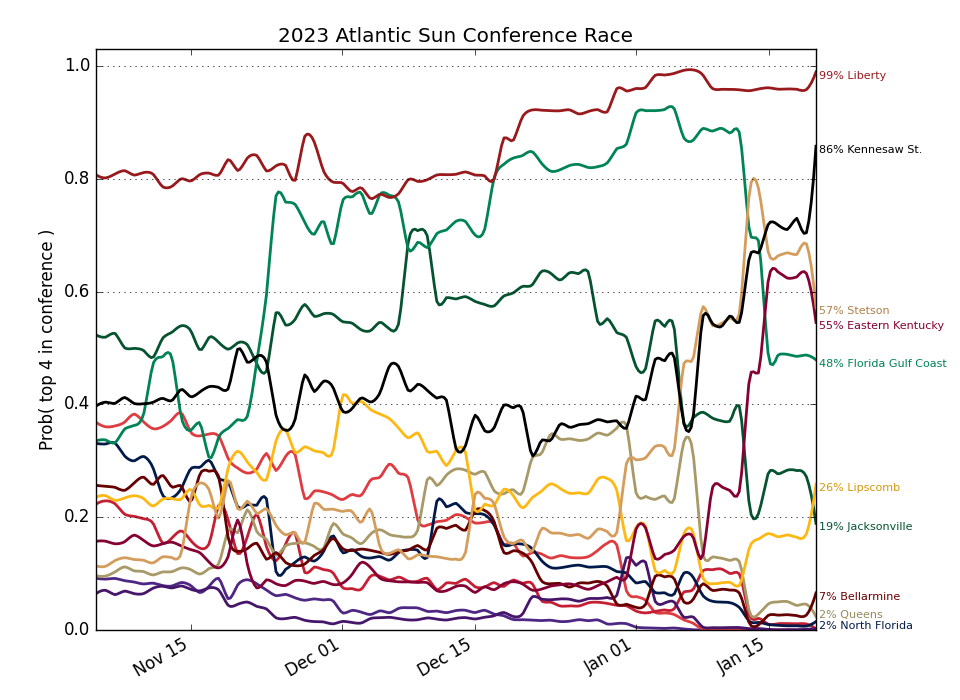 2023 Atlantic Sun Conference Race
Prob( top 4 in conference )
1.0
0.8
0.6
0.4
0.2
0.0
Nov 15
Dec 01
Dec 15
Jan 01
Jan 15
99% Liberty
86% Kennesaw St.
57% Stetson
55% Eastern Kentucky
48% Florida Gulf Coast
26% Lipscomb
19% Jacksonville
7% Bellarmine
2% Queens
2% North Florida